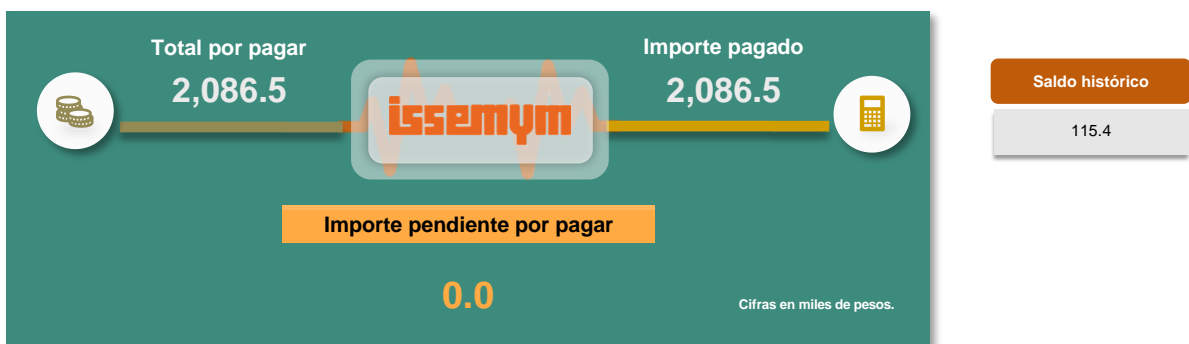 Total por pagar
2,086.5
issemym
Importe pagado
2,086.5
Importe pendiente por pagar
0.0
Cifras en miles de pesos.
Saldo histórico
115.4